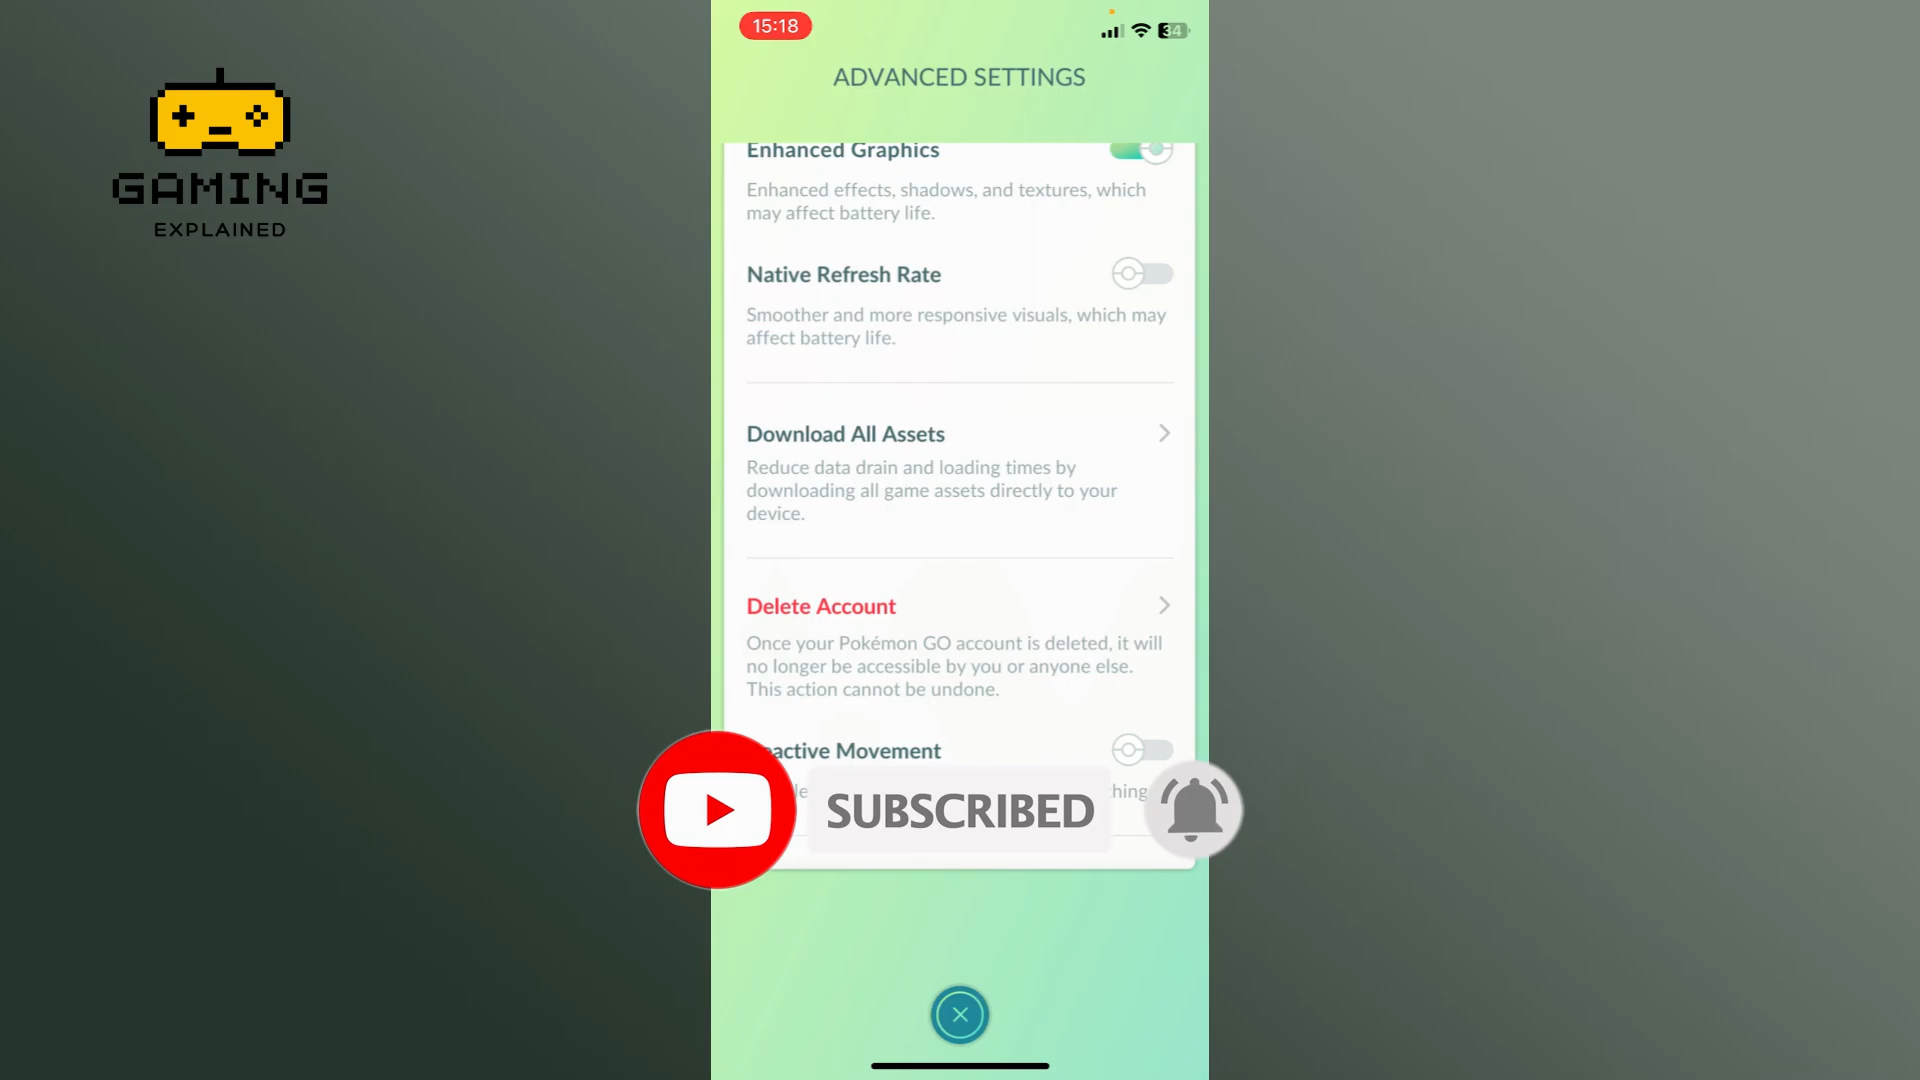 15:18
34
ADVANCED SETTINGS
GAMING
EXPLAINED
Enhanced Graphics
Enhanced effects, shadows, and textures, which
may affect battery life.
Native Refresh Rate
Smoother and more responsive visuals, which may
affect battery life.
Download All Assets
Reduce data drain and loading times by
downloading all game assets directly to your
device.
Delete Account
Once your Pokémon GO account is deleted, it will
no longer be accessible by you or anyone else.
This action cannot be undone.
Movement
SUBSCRIBED